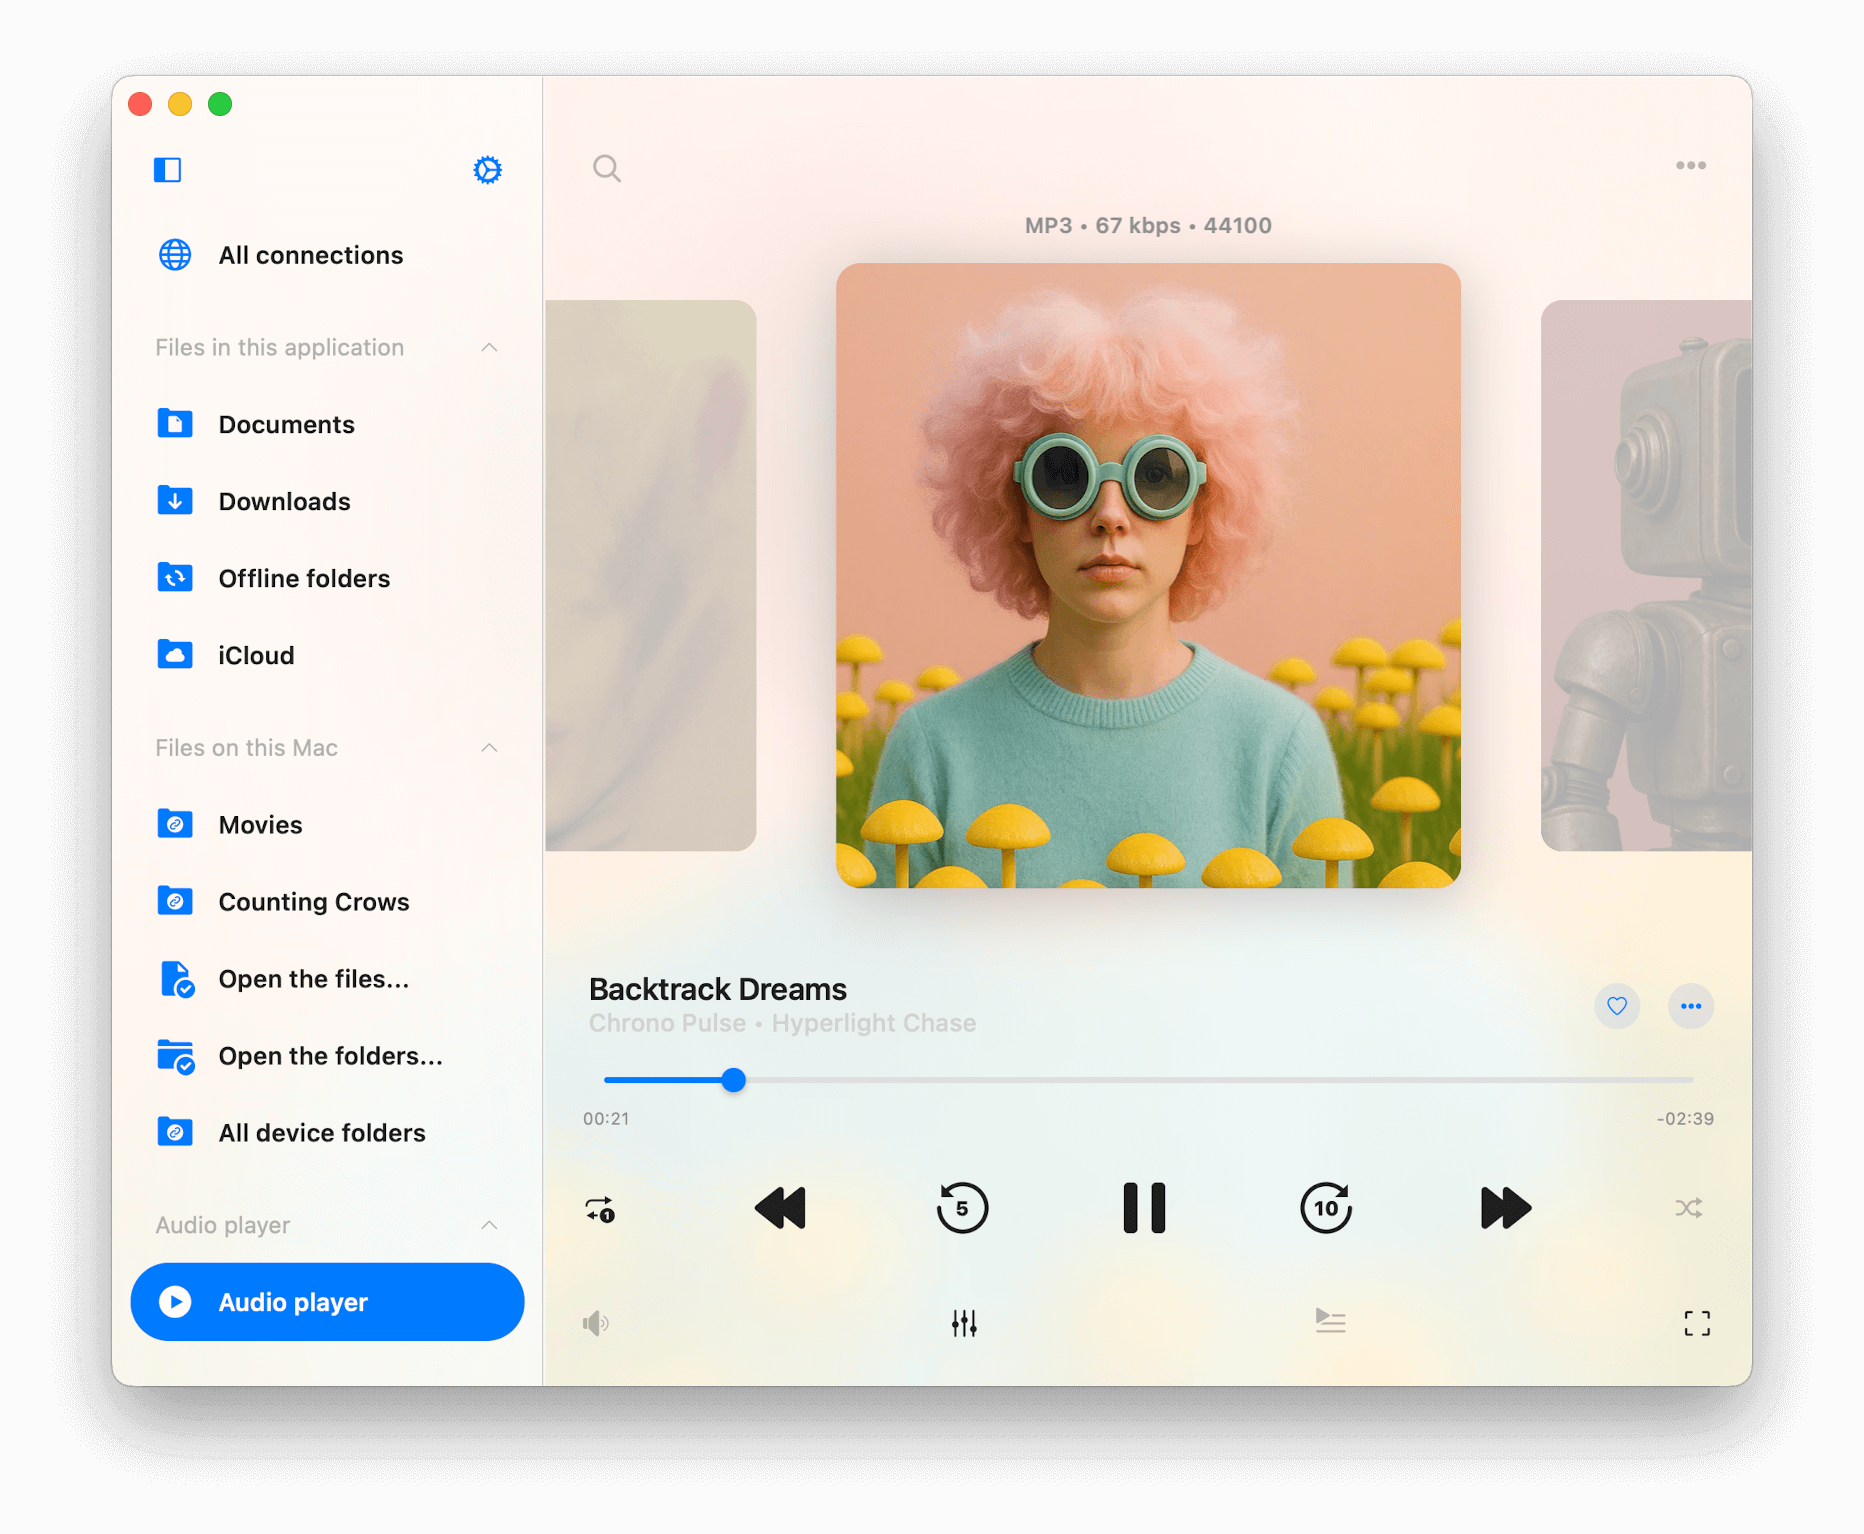 All connections
Files in this application
Documents
Downloads
Offline folders
iCloud
Files on this Mac
Movies
Counting Crows
Open the files...
Open the folders...
All device folders
Audio player
Audio player
MP3 • 67 kbps • 44100
Backtrack Dreams
Chrono Pulse • Hyperlight Chase
00:21
-02:39
1
5
10